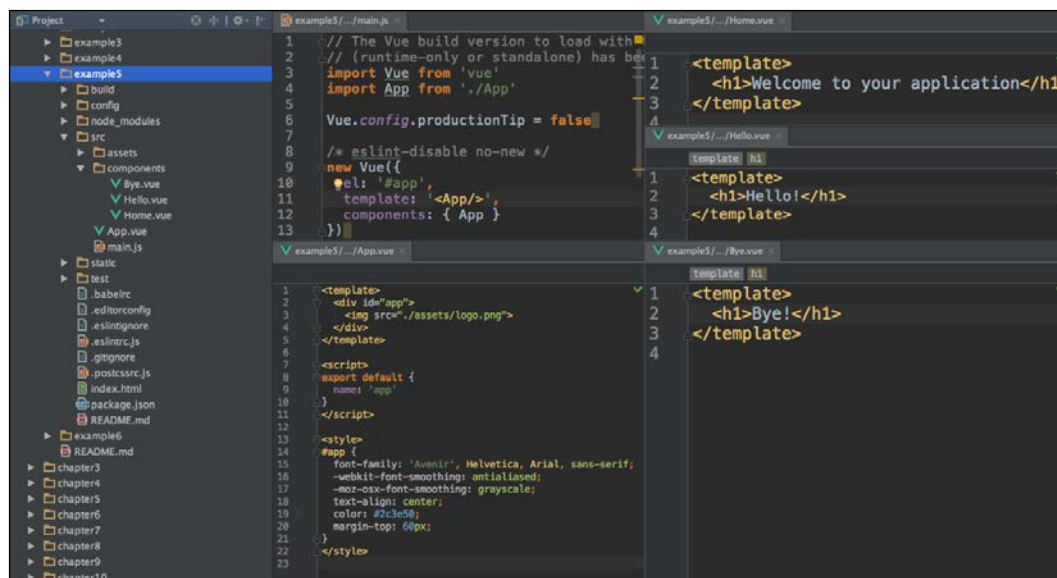 Project
example3
example4
example5
build
config
node_modules
src
assets
components
Bye.vue
Hello.vue
Home.vue
App.vue
main.js
static
test
.babelrc
.editorconfig
.eslintignore
.eslintrc.js
.gitignore
.postcssrc.js
index.html
package.json
README.md
example6
README.md
chapter3
chapter4
chapter5
chapter6
chapter7
chapter8
chapter9
chapter10
example5/.../main.js
1 // The Vue build version to load with
2 // (runtime-only or standalone) has bee
3 import Vue from 'vue'
4 import App from './App'
5
6 Vue.config.productionTip = false
7
8 /* eslint-disable no-new */
9 new Vue({
10 el: '#app',
11 template: '<App/>',
12 components: { App }
13 })
example5/.../App.vue
1 <template>
2 <div id="app">
3 <img src="./assets/logo.png">
4 </div>
5 </template>
6
7 <script>
8 export default {
9 name: 'app'
10 }
11 </script>
12
13 <style>
14 #app {
15 font-family: 'Avenir', Helvetica, Arial, sans-serif;
16 -webkit-font-smoothing: antialiased;
17 -moz-osx-font-smoothing: grayscale;
18 text-align: center;
19 color: #2c3e50;
20 margin-top: 60px;
21 }
22 </style>
23
example5/.../Home.vue
1 <template>
2 <h1>Welcome to your application</h1
3 </template>
4
example5/.../Hello.vue
template h1
1 <template>
2 <h1>Hello!</h1>
3 </template>
4
example5/.../Bye.vue
template h1
1 <template>
2 <h1>Bye!</h1>
3 </template>
4